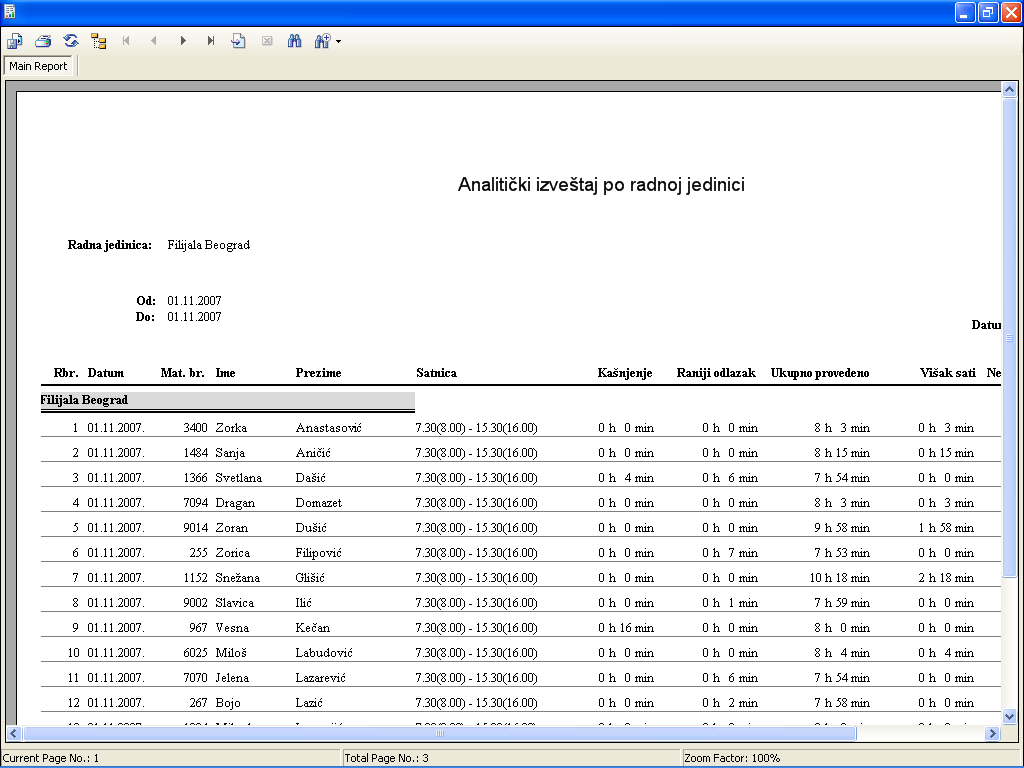 Main Report
Analitički izveštaj po radnoj jedinici
Radna jedinica: Filijala Beograd
Od: 01.11.2007
Do: 01.11.2007
Rbr. Datum Mat. br. Ime Prezime Satnica Kašnjenje Raniji odlazak Ukupno provedeno Višak sati
Filijala Beograd
1 01.11.2007. 3400 Zorka Anastasović 7.30(8.00) - 15.30(16.00) 0 h 0 min 0 h 0 min 8 h 3 min 0 h 3 min
2 01.11.2007. 1484 Sanja Aničić 7.30(8.00) - 15.30(16.00) 0 h 0 min 0 h 0 min 8 h 15 min 0 h 15 min
3 01.11.2007. 1366 Svetlana Dašić 7.30(8.00) - 15.30(16.00) 0 h 4 min 0 h 6 min 7 h 54 min 0 h 0 min
4 01.11.2007. 7094 Dragan Domazet 7.30(8.00) - 15.30(16.00) 0 h 0 min 0 h 0 min 8 h 3 min 0 h 3 min
5 01.11.2007. 9014 Zoran Dušić 7.30(8.00) - 15.30(16.00) 0 h 0 min 0 h 0 min 9 h 58 min 1 h 58 min
6 01.11.2007. 255 Zorica Filipović 7.30(8.00) - 15.30(16.00) 0 h 0 min 0 h 7 min 7 h 53 min 0 h 0 min
7 01.11.2007. 1152 Snežana Glišić 7.30(8.00) - 15.30(16.00) 0 h 0 min 0 h 0 min 10 h 18 min 2 h 18 min
8 01.11.2007. 9002 Slavica Ilić 7.30(8.00) - 15.30(16.00) 0 h 0 min 0 h 1 min 7 h 59 min 0 h 0 min
9 01.11.2007. 967 Vesna Kečan 7.30(8.00) - 15.30(16.00) 0 h 16 min 0 h 0 min 8 h 0 min 0 h 0 min
10 01.11.2007. 6025 Miloš Labudović 7.30(8.00) - 15.30(16.00) 0 h 0 min 0 h 0 min 8 h 4 min 0 h 4 min
11 01.11.2007. 7070 Jelena Lazarević 7.30(8.00) - 15.30(16.00) 0 h 0 min 0 h 6 min 7 h 54 min 0 h 0 min
12 01.11.2007. 267 Bojo Lazić 7.30(8.00) - 15.30(16.00) 0 h 0 min 0 h 2 min 7 h 58 min 0 h 0 min
Current Page No.: 1 Total Page No.: 3 Zoom Factor: 100%